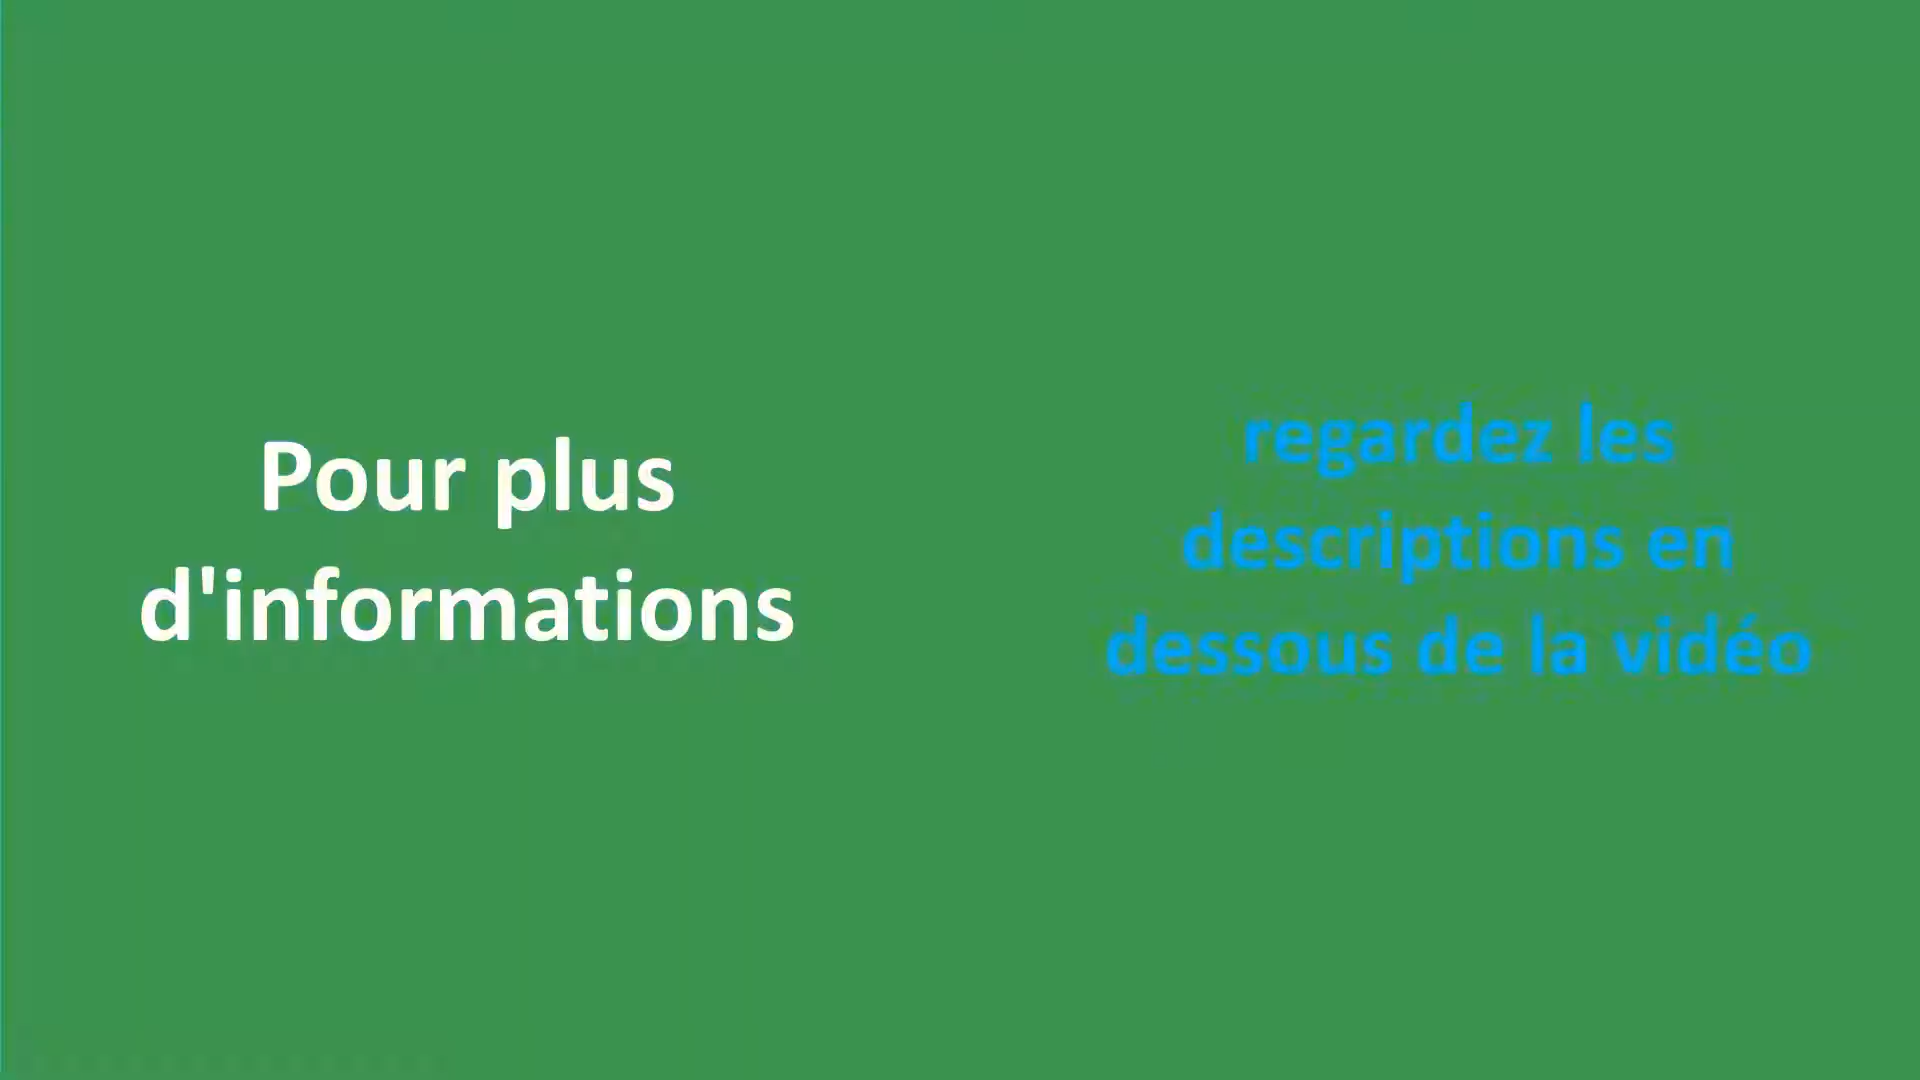 Pour plus
d'informations
regardez les
descriptions en
dessous de la vidéo